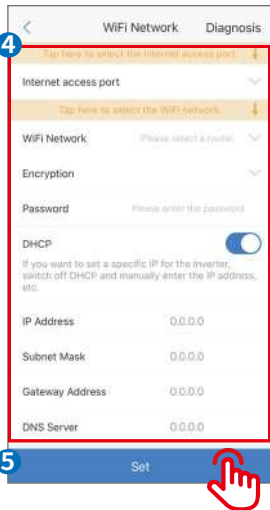 WiFi Network Diagnosis
4
Tap here to select the internet access port.
Internet access port
Tap here to select the WiFi network.
WiFi Network Please select a router
Encryption
Password Please enter the password
DHCP
If you want to set a specific IP for the inverter,
switch off DHCP and manually enter the IP address,
etc.
IP Address 0.0.0.0
Subnet Mask 0.0.0.0
Gateway Address 0.0.0.0
DNS Server 0.0.0.0
5
Set